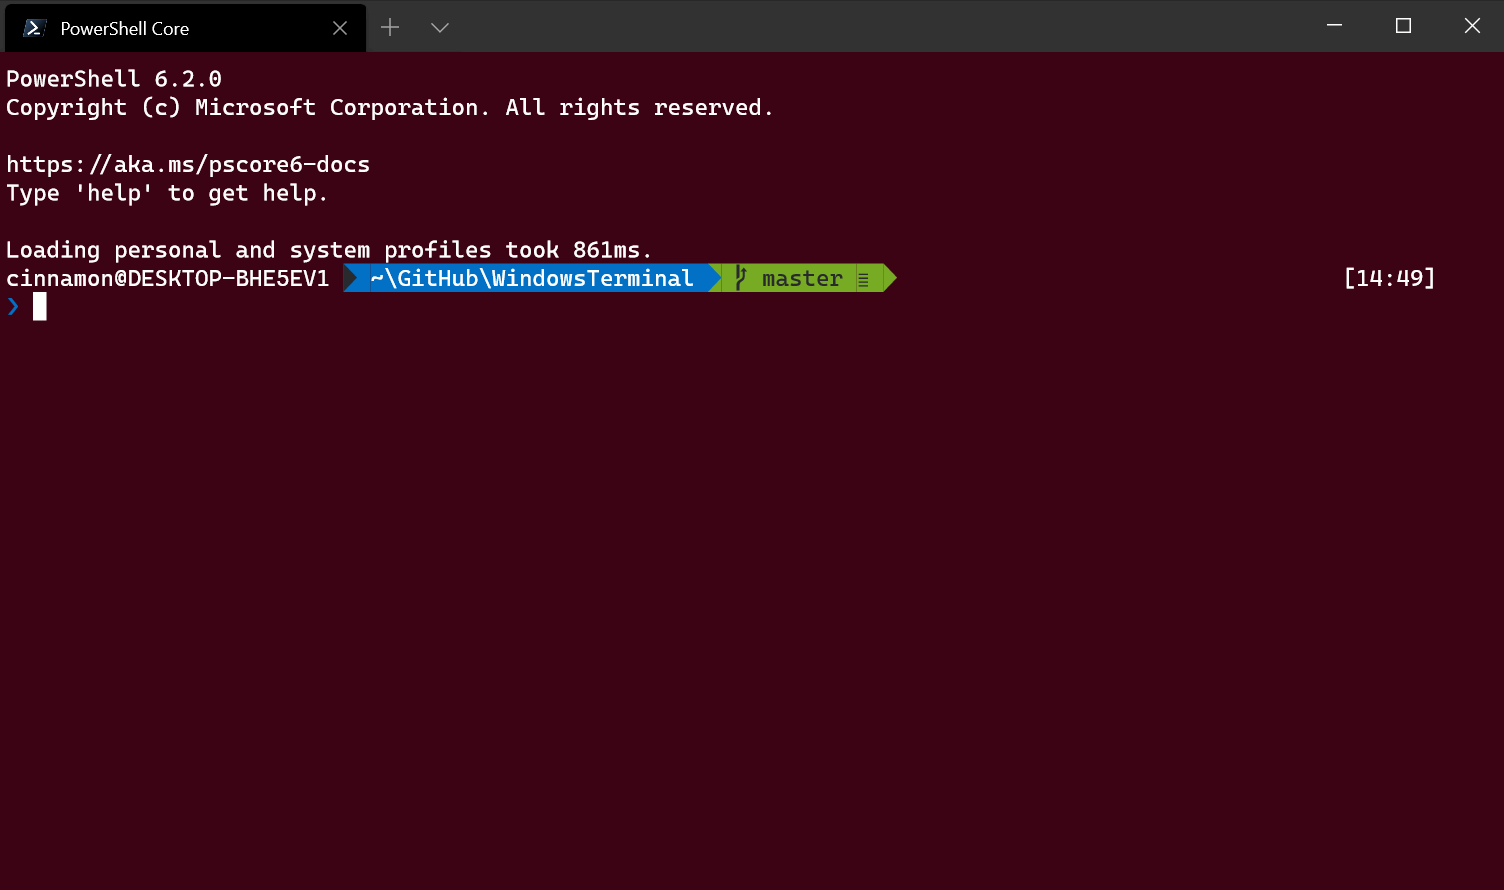 PowerShell Core
PowerShell 6.2.0
Copyright (c) Microsoft Corporation. All rights reserved.
https://aka.ms/pscore6-docs
Type 'help' to get help.
Loading personal and system profiles took 861ms.
cinnamon@DESKTOP-BHE5EV1 ~\GitHub\WindowsTerminal master ≡ [14:49]
❯